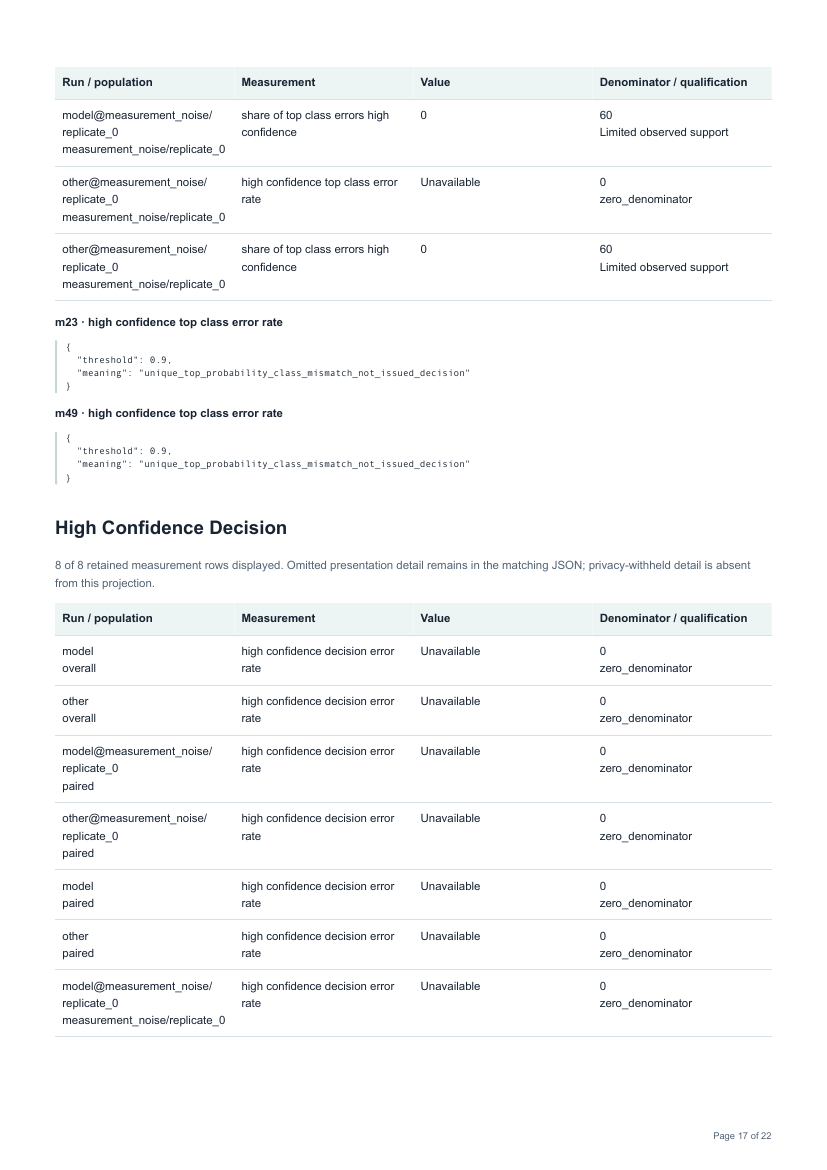 Run / population Measurement Value Denominator / qualification
model@measurement_noise/ share of top class errors high 0 60
replicate_0 confidence Limited observed support
measurement_noise/replicate_0
other@measurement_noise/ high confidence top class error Unavailable 0
replicate_0 rate zero_denominator
measurement_noise/replicate_0
other@measurement_noise/ share of top class errors high 0 60
replicate_0 confidence Limited observed support
measurement_noise/replicate_0
m23 · high confidence top class error rate
{
"threshold": 0.9,
"meaning": "unique_top_probability_class_mismatch_not_issued_decision"
}
m49 · high confidence top class error rate
{
"threshold": 0.9,
"meaning": "unique_top_probability_class_mismatch_not_issued_decision"
}
High Confidence Decision
8 of 8 retained measurement rows displayed. Omitted presentation detail remains in the matching JSON; privacy-withheld detail is absent
from this projection.
Run / population Measurement Value Denominator / qualification
model high confidence decision error Unavailable 0
overall rate zero_denominator
other high confidence decision error Unavailable 0
overall rate zero_denominator
model@measurement_noise/ high confidence decision error Unavailable 0
replicate_0 rate zero_denominator
paired
other@measurement_noise/ high confidence decision error Unavailable 0
replicate_0 rate zero_denominator
paired
model high confidence decision error Unavailable 0
paired rate zero_denominator
other high confidence decision error Unavailable 0
paired rate zero_denominator
model@measurement_noise/ high confidence decision error Unavailable 0
replicate_0 rate zero_denominator
measurement_noise/replicate_0
Page 17 of 22